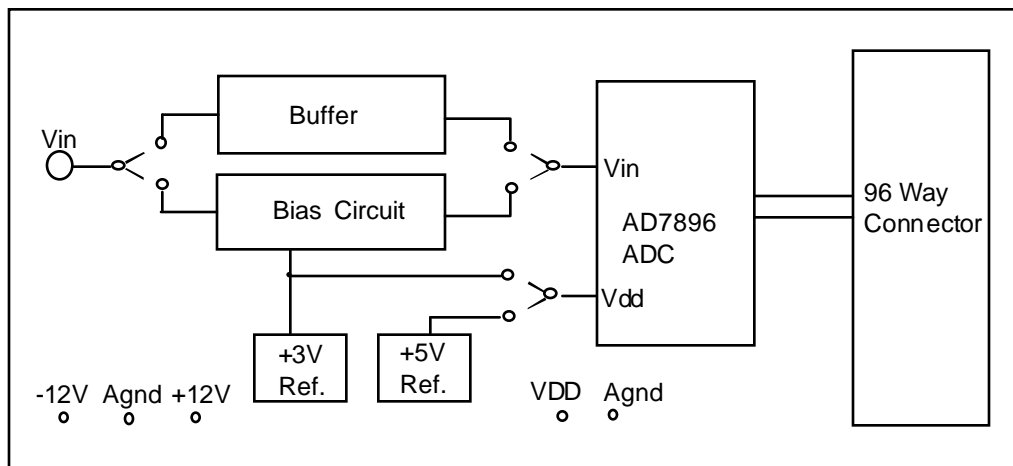 Buffer
Vin
Bias Circuit
Vin
AD7896
ADC
Vdd
96 Way
Connector
+3V
Ref.
+5V
Ref.
-12V Agnd +12V
VDD Agnd